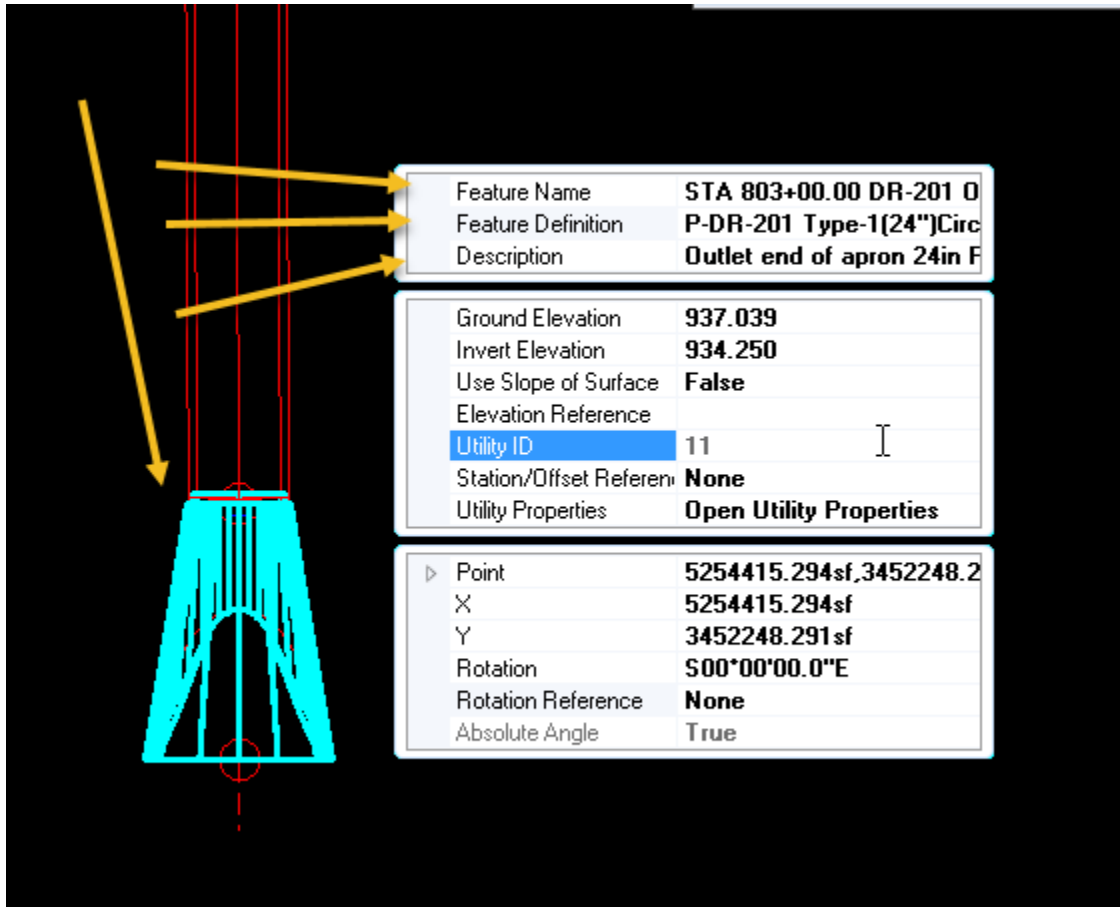 Feature Name STA 803+00.00 DR-201 O
Feature Definition P-DR-201 Type-1(24")Circ
Description Outlet end of apron 24in F
Ground Elevation 937.039
Invert Elevation 934.250
Use Slope of Surface False
Elevation Reference
Utility ID 11
Station/Offset Referen None
Utility Properties Open Utility Properties
Point 5254415.294sf,3452248.2
X 5254415.294sf
Y 3452248.291sf
Rotation S00*00'00.0"E
Rotation Reference None
Absolute Angle True